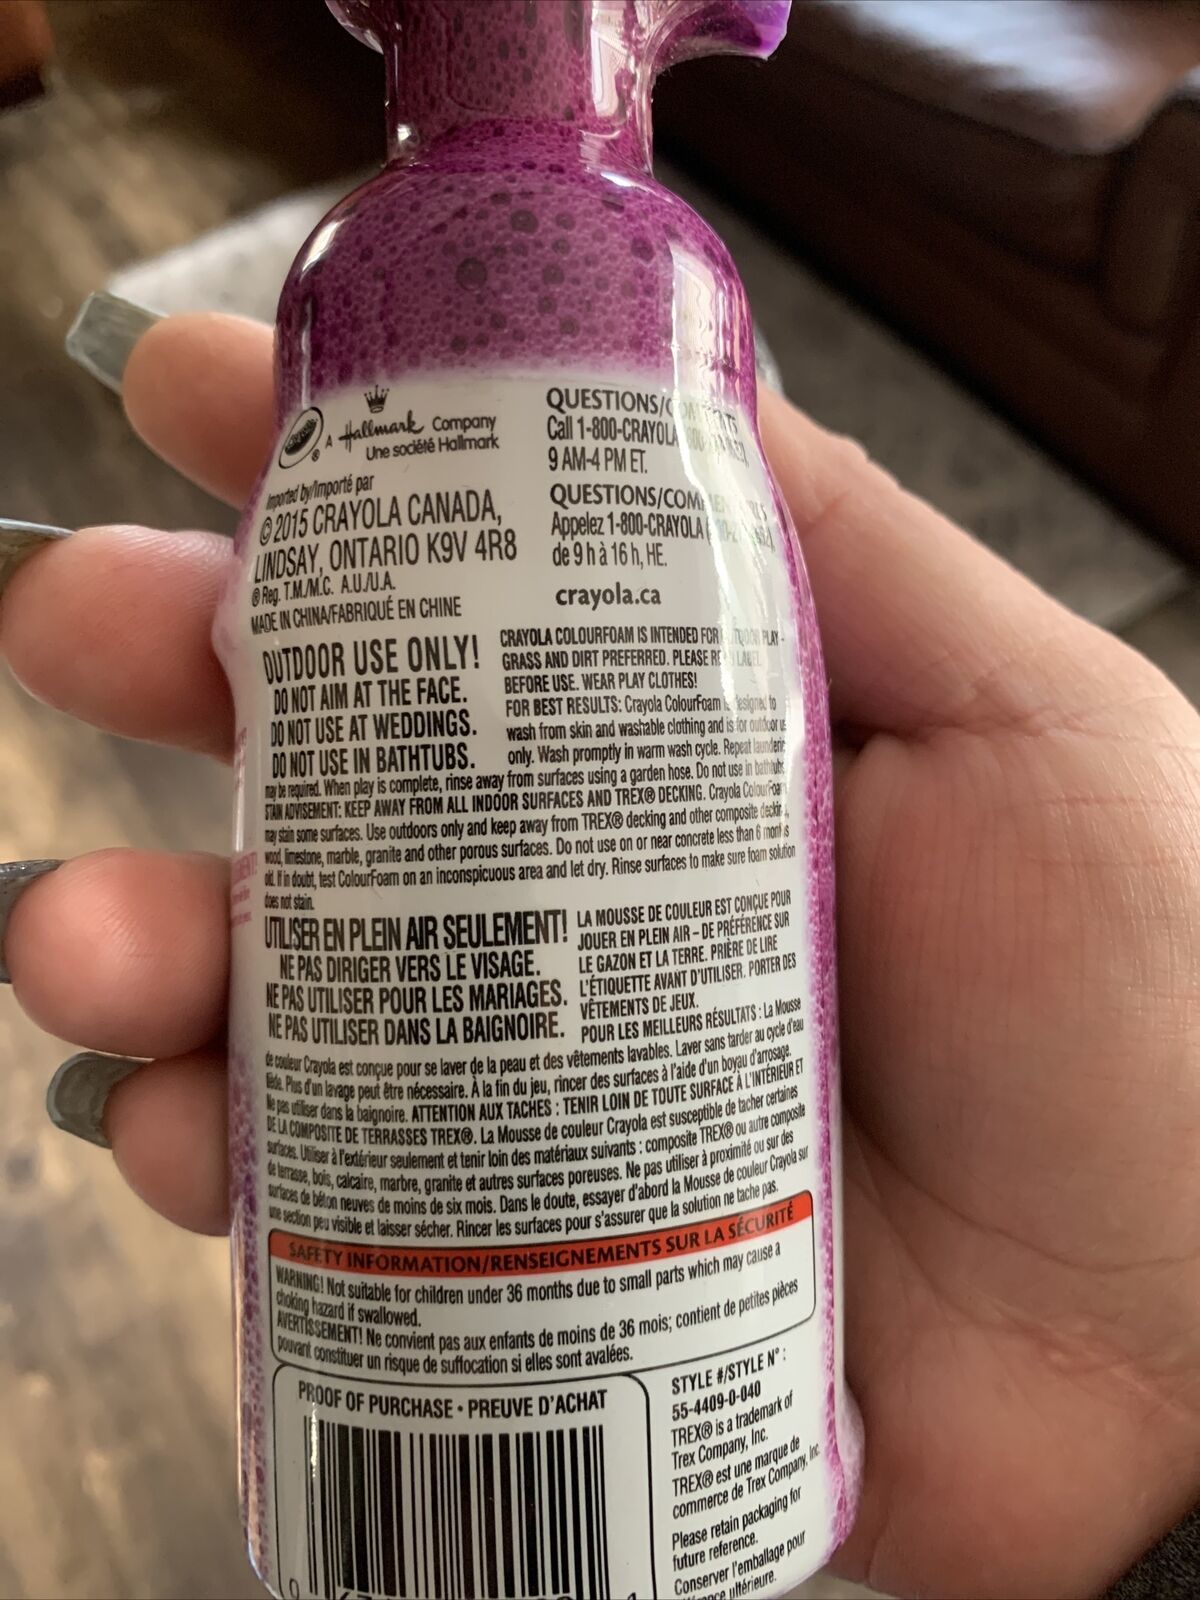 A Hallmark Company
Une société Hallmark
Imported by/Importé par
© 2015 CRAYOLA CANADA,
LINDSAY, ONTARIO K9V 4R8
® Reg. T.M./M.C. A.U./U.A.
MADE IN CHINA/FABRIQUÉ EN CHINE
QUESTIONS/
Call 1-800-CRAYOLA
9 AM-4 PM ET.
QUESTIONS/
Appelez 1-800-CRAYOLA
de 9 h à 16 h, HE.
crayola.ca
OUTDOOR USE ONLY!
DO NOT AIM AT THE FACE.
DO NOT USE AT WEDDINGS.
DO NOT USE IN BATHTUBS.
CRAYOLA COLOURFOAM IS INTENDED FOR PLAY -
GRASS AND DIRT PREFERRED. PLEASE READ LABEL
BEFORE USE. WEAR PLAY CLOTHES!
FOR BEST RESULTS: Crayola ColourFoam is designed to
wash from skin and washable clothing and is for outdoor
only. Wash promptly in warm wash cycle. Repeat
may be required. When play is complete, rinse away from surfaces using a garden hose. Do not use in bathtubs.
STAIN ADVISEMENT: KEEP AWAY FROM ALL INDOOR SURFACES AND TREX® DECKING. Crayola ColourFoam
may stain some surfaces. Use outdoors only and keep away from TREX® decking and other composite decking,
wood, limestone, marble, granite and other porous surfaces. Do not use on or near concrete less than 6 months
old. If in doubt, test ColourFoam on an inconspicuous area and let dry. Rinse surfaces to make sure foam solution
does not stain.
UTILISER EN PLEIN AIR SEULEMENT!
NE PAS DIRIGER VERS LE VISAGE.
NE PAS UTILISER POUR LES MARIAGES.
NE PAS UTILISER DANS LA BAIGNOIRE.
LA MOUSSE DE COULEUR EST CONÇUE POUR
JOUER EN PLEIN AIR – DE PRÉFÉRENCE SUR
LE GAZON ET LA TERRE. PRIÈRE DE LIRE
L'ÉTIQUETTE AVANT D'UTILISER. PORTER DES
VÊTEMENTS DE JEUX.
POUR LES MEILLEURS RÉSULTATS : La Mousse
de couleur Crayola est conçue pour se laver de la peau et des vêtements lavables. Laver sans tarder au cycle d'eau
tiède. Plus d'un lavage peut être nécessaire. À la fin du jeu, rincer des surfaces à l'aide d'un boyau d'arrosage.
Ne pas utiliser dans la baignoire. ATTENTION AUX TACHES : TENIR LOIN DE TOUTE SURFACE À L'INTÉRIEUR ET
DE LA COMPOSITE DE TERRASSES TREX®. La Mousse de couleur Crayola est susceptible de tacher certaines
surfaces. Utiliser à l'extérieur seulement et tenir loin des matériaux suivants : composite TREX® ou autre composite
de terrasse, bois, calcaire, marbre, granite et autres surfaces poreuses. Ne pas utiliser à proximité ou sur des
surfaces de béton neuves de moins de six mois. Dans le doute, essayer d'abord la Mousse de couleur Crayola sur
une section peu visible et laisser sécher. Rincer les surfaces pour s'assurer que la solution ne tache pas.
SAFETY INFORMATION/RENSEIGNEMENTS SUR LA SÉCURITÉ
WARNING! Not suitable for children under 36 months due to small parts which may cause a
choking hazard if swallowed.
AVERTISSEMENT! Ne convient pas aux enfants de moins de 36 mois; contient de petites pièces
pouvant constituer un risque de suffocation si elles sont avalées.
PROOF OF PURCHASE • PREUVE D'ACHAT
STYLE #/STYLE N° :
55-4409-0-040
TREX® is a trademark of
Trex Company, Inc.
TREX® est une marque de
commerce de Trex Company, Inc.
Please retain packaging for
future reference.
Conserver l'emballage pour
ultérieure.